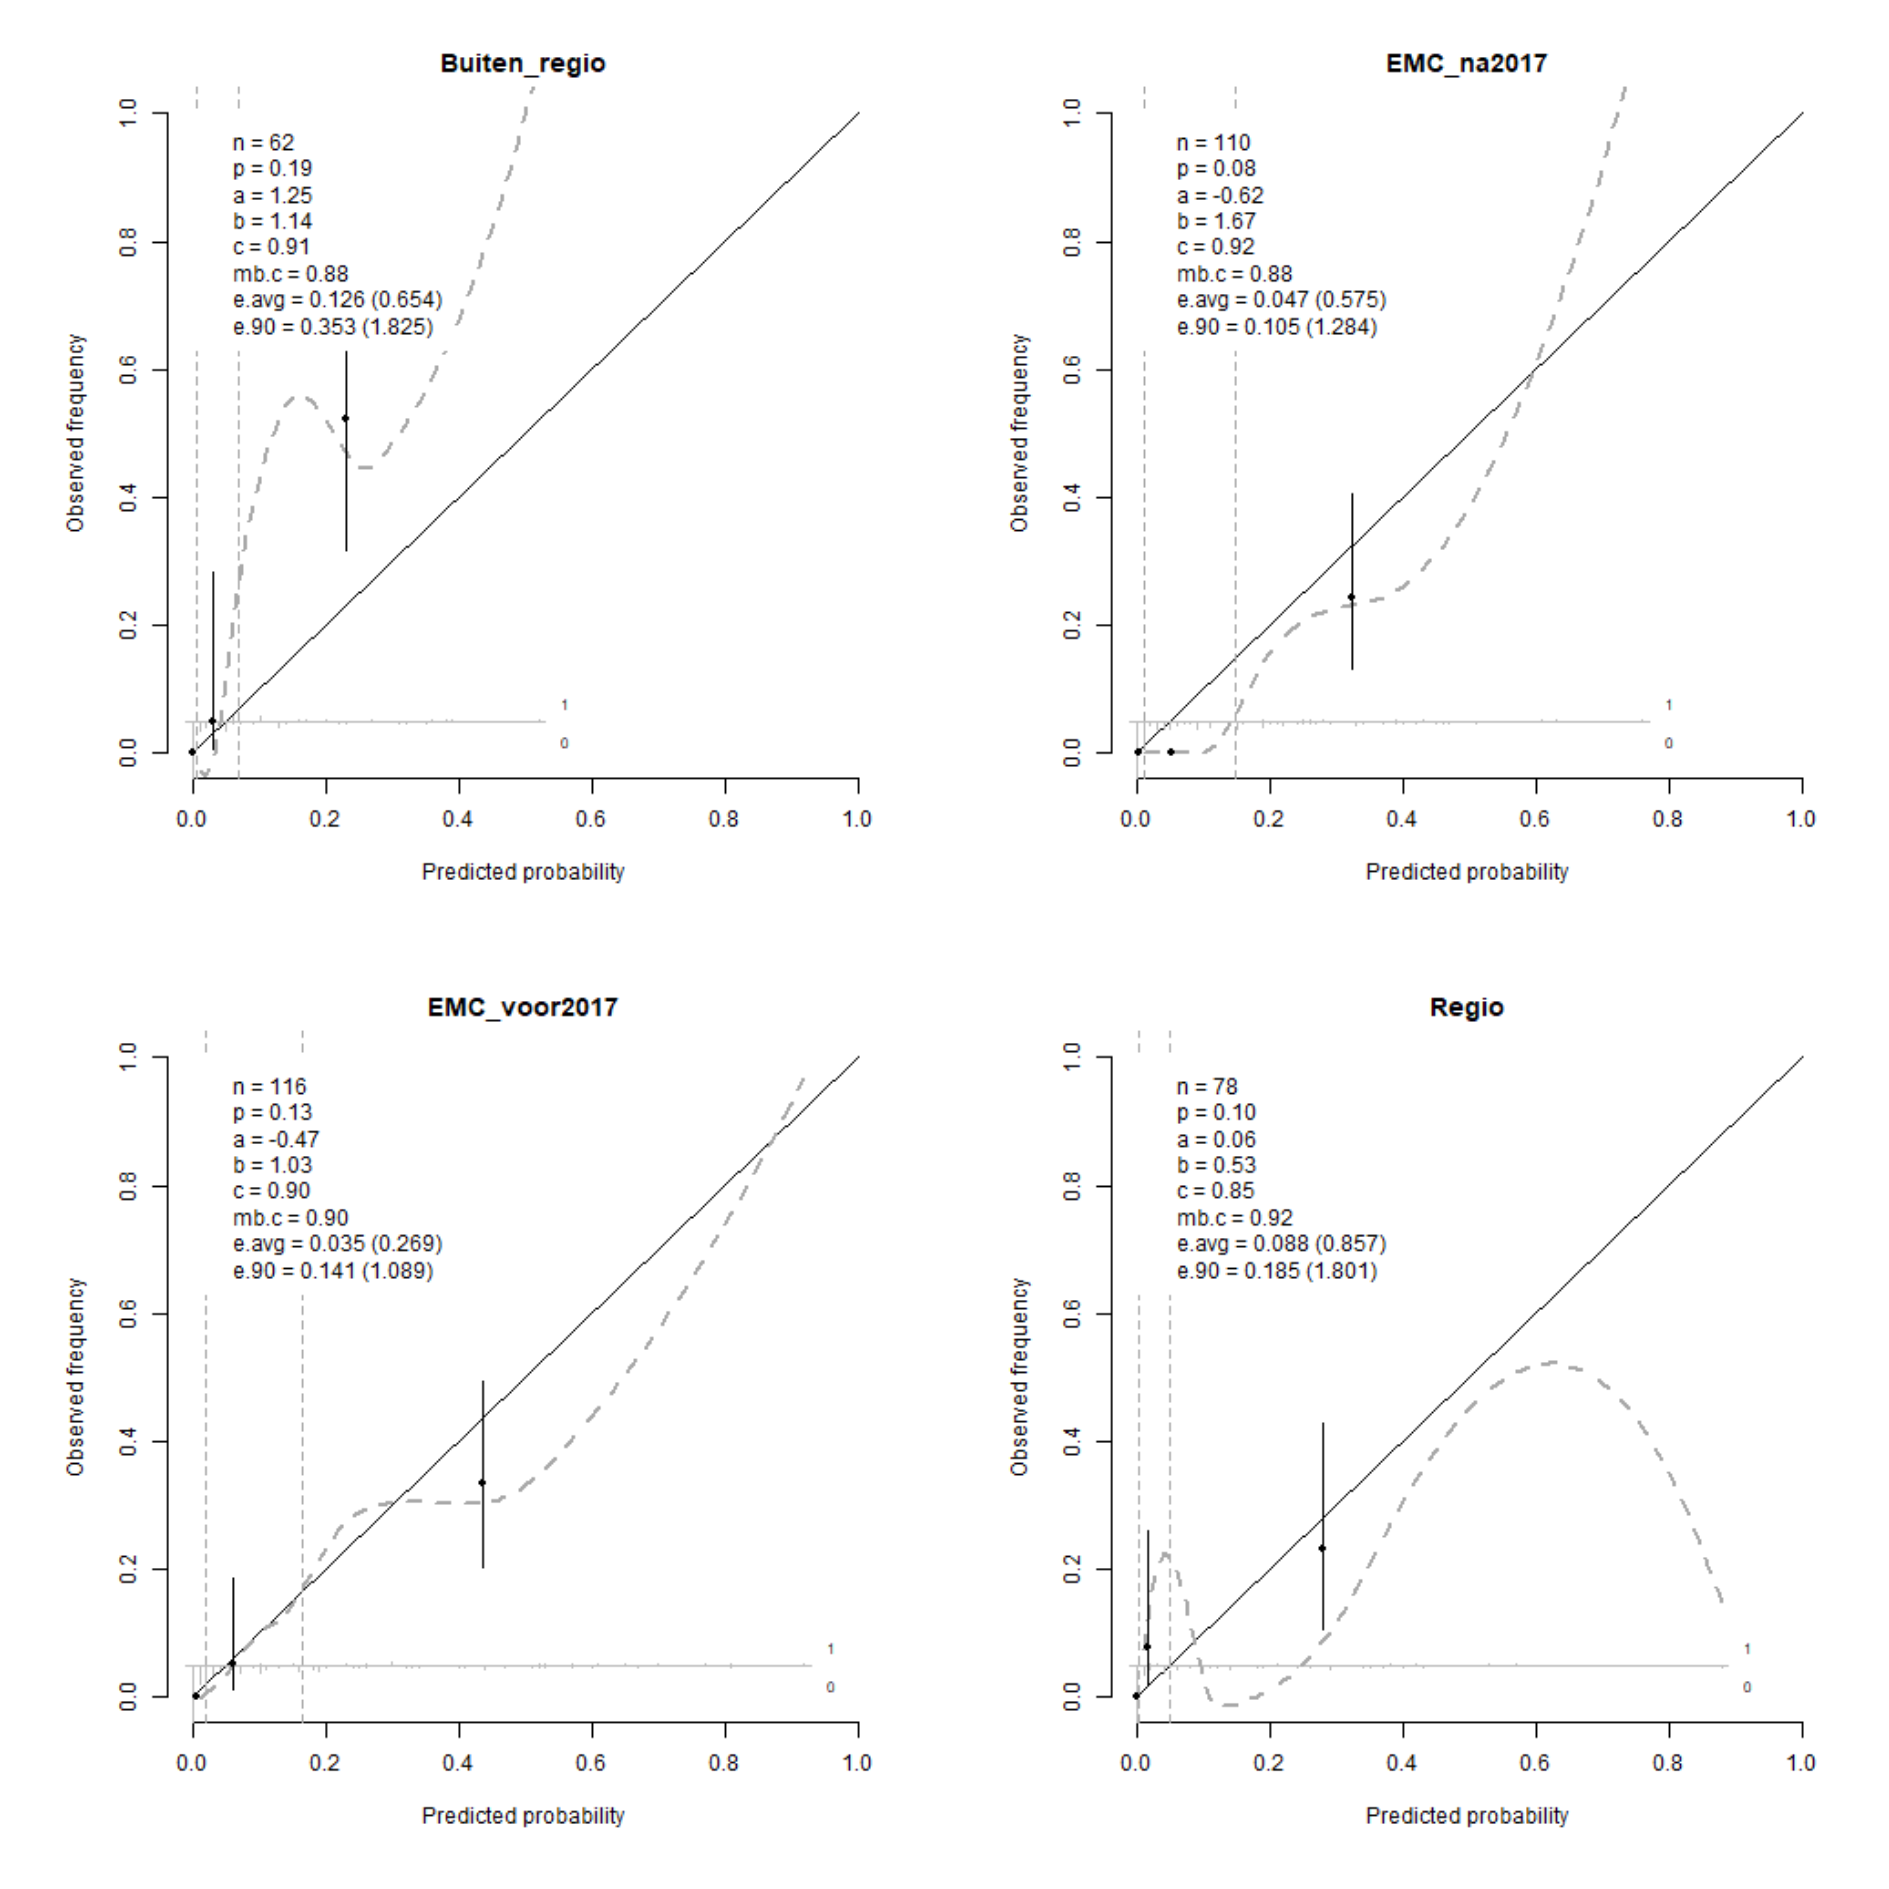 Buiten_regio
n = 62
p = 0.19
a = 1.25
b = 1.14
c = 0.91
mb.c = 0.88
e.avg = 0.126 (0.654)
e.90 = 0.353 (1.825)
Observed frequency
0.0 0.2 0.4 0.6 0.8 1.0
1
0
0.0 0.2 0.4 0.6 0.8 1.0
Predicted probability
EMC_na2017
n = 110
p = 0.08
a = -0.62
b = 1.67
c = 0.92
mb.c = 0.88
e.avg = 0.047 (0.575)
e.90 = 0.105 (1.284)
Observed frequency
0.0 0.2 0.4 0.6 0.8 1.0
1
0
0.0 0.2 0.4 0.6 0.8 1.0
Predicted probability
EMC_voor2017
n = 116
p = 0.13
a = -0.47
b = 1.03
c = 0.90
mb.c = 0.90
e.avg = 0.035 (0.269)
e.90 = 0.141 (1.089)
Observed frequency
0.0 0.2 0.4 0.6 0.8 1.0
1
0
0.0 0.2 0.4 0.6 0.8 1.0
Predicted probability
Regio
n = 78
p = 0.10
a = 0.06
b = 0.53
c = 0.85
mb.c = 0.92
e.avg = 0.088 (0.857)
e.90 = 0.185 (1.801)
Observed frequency
0.0 0.2 0.4 0.6 0.8 1.0
1
0
0.0 0.2 0.4 0.6 0.8 1.0
Predicted probability